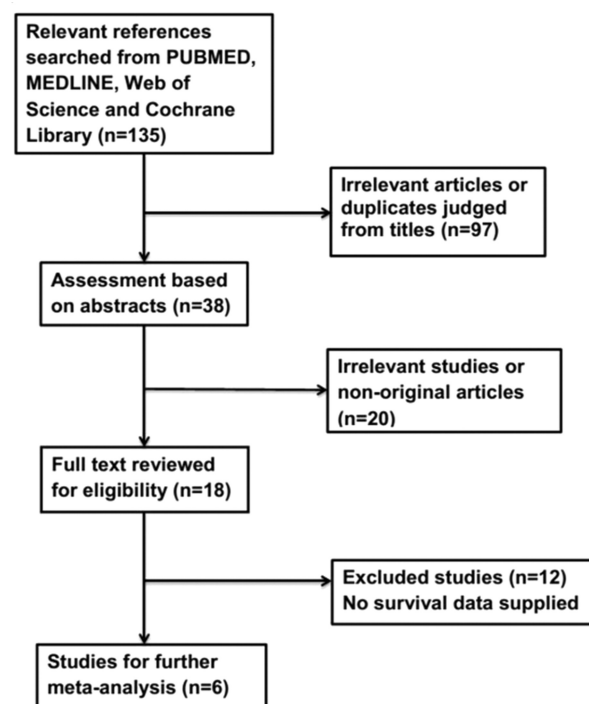 Relevant references
searched from PUBMED,
MEDLINE, Web of
Science and Cochrane
Library (n=135)
Irrelevant articles or
duplicates judged
from titles (n=97)
Assessment based
on abstracts (n=38)
Irrelevant studies or
non-original articles
(n=20)
Full text reviewed
for eligibility (n=18)
Excluded studies (n=12)
No survival data supplied
Studies for further
meta-analysis (n=6)